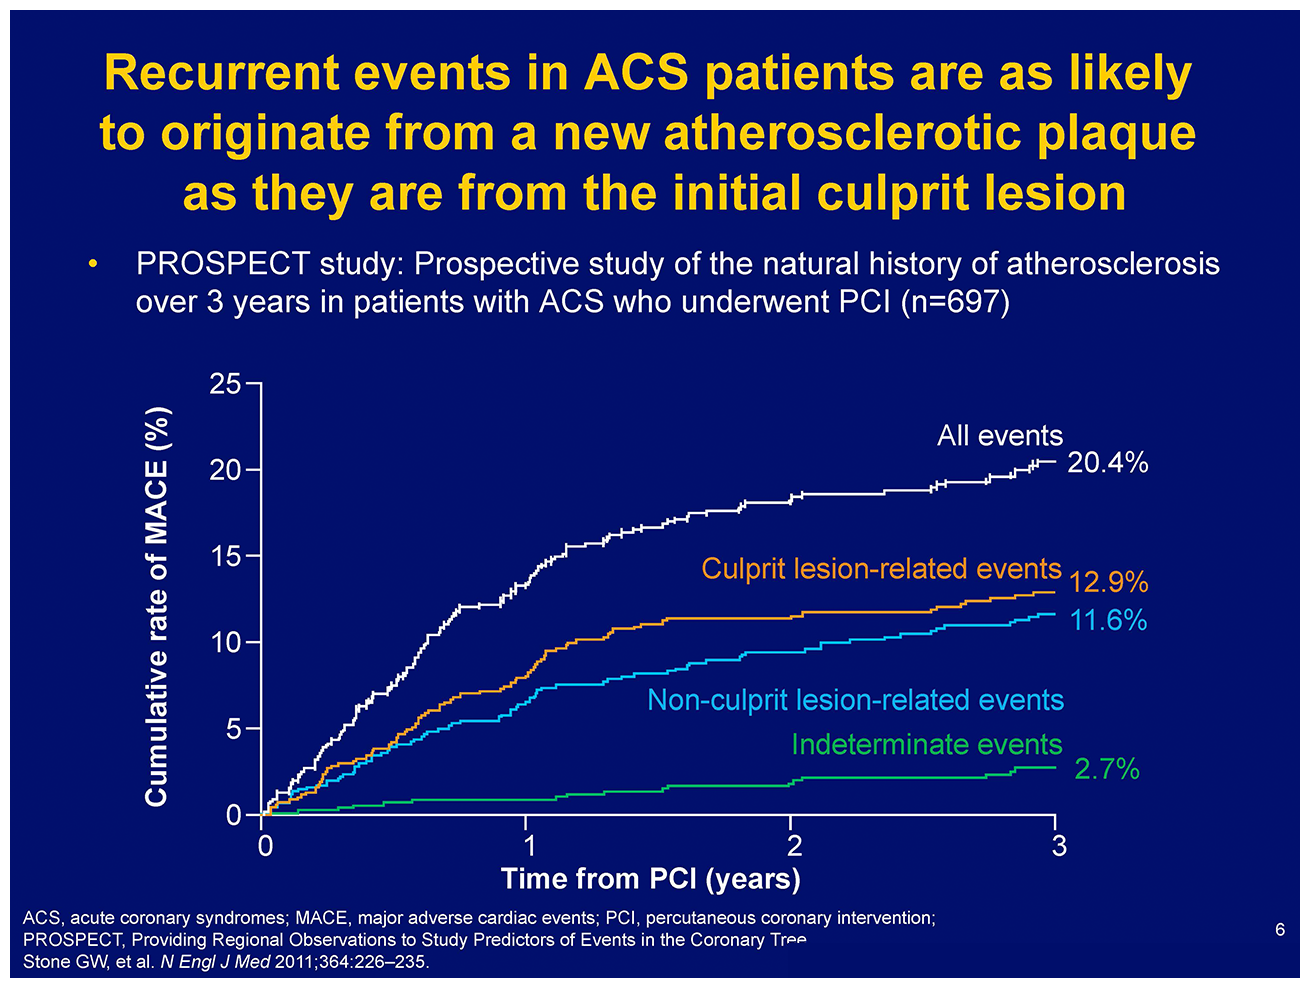 Recurrent events in ACS patients are as likely
to originate from a new atherosclerotic plaque
as they are from the initial culprit lesion
• PROSPECT study: Prospective study of the natural history of atherosclerosis
over 3 years in patients with ACS who underwent PCI (n=697)
Cumulative rate of MACE (%)
25
20
15
10
5
0
All events
20.4%
Culprit lesion-related events
12.9%
11.6%
Non-culprit lesion-related events
Indeterminate events
2.7%
0 1 2 3
Time from PCI (years)
ACS, acute coronary syndromes; MACE, major adverse cardiac events; PCI, percutaneous coronary intervention;
PROSPECT, Providing Regional Observations to Study Predictors of Events in the Coronary Tree
Stone GW, et al. N Engl J Med 2011;364:226–235.
6